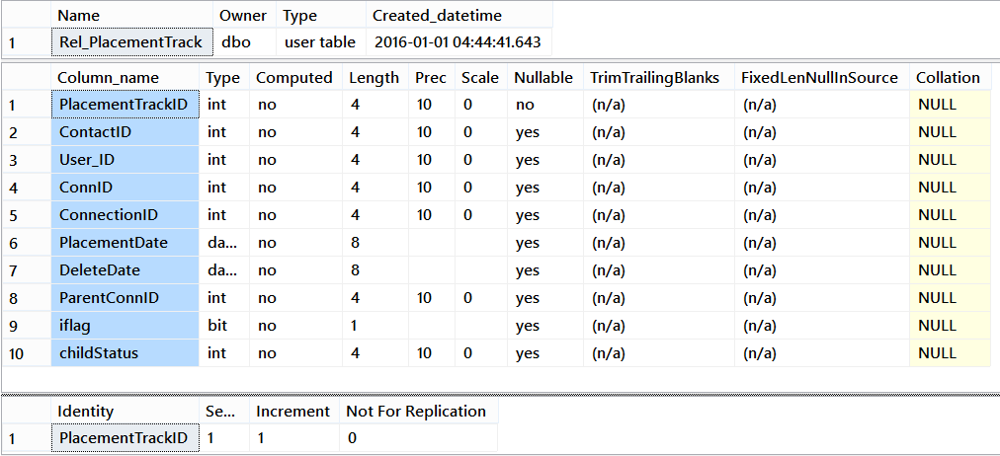 Name Owner Type Created_datetime
1 Rel_PlacementTrack dbo user table 2016-01-01 04:44:41.643
Column_name Type Computed Length Prec Scale Nullable TrimTrailingBlanks FixedLenNullInSource Collation
1 PlacementTrackID int no 4 10 0 no (n/a) (n/a) NULL
2 ContactID int no 4 10 0 yes (n/a) (n/a) NULL
3 User_ID int no 4 10 0 yes (n/a) (n/a) NULL
4 ConnID int no 4 10 0 yes (n/a) (n/a) NULL
5 ConnectionID int no 4 10 0 yes (n/a) (n/a) NULL
6 PlacementDate da... no 8 yes (n/a) (n/a) NULL
7 DeleteDate da... no 8 yes (n/a) (n/a) NULL
8 ParentConnID int no 4 10 0 yes (n/a) (n/a) NULL
9 iflag bit no 1 yes (n/a) (n/a) NULL
10 childStatus int no 4 10 0 yes (n/a) (n/a) NULL
Identity Se... Increment Not For Replication
1 PlacementTrackID 1 1 0